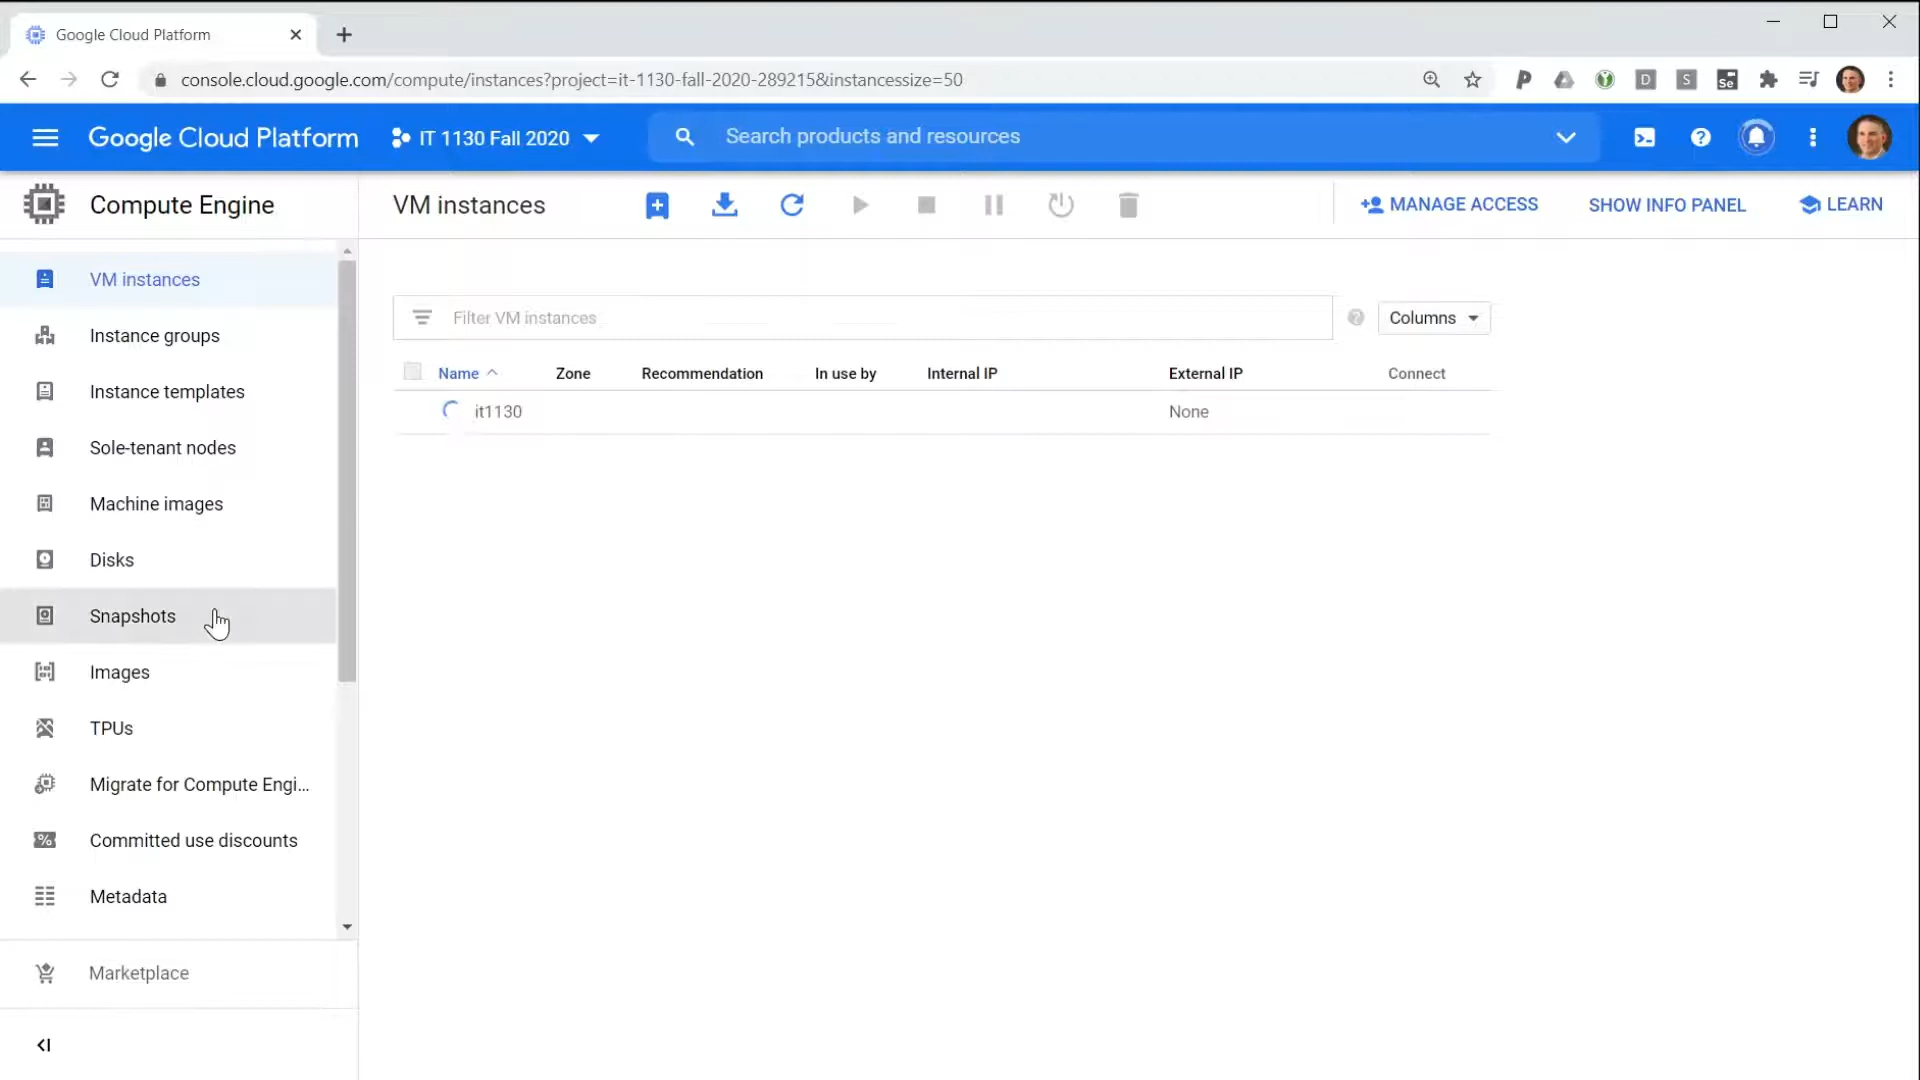 Google Cloud Platform
console.cloud.google.com/compute/instances?project=it-1130-fall-2020-289215&instancessize=50
D
S
Se
Google Cloud Platform
IT 1130 Fall 2020
Search products and resources
Compute Engine
VM instances
MANAGE ACCESS
SHOW INFO PANEL
LEARN
VM instances
Instance groups
Instance templates
Sole-tenant nodes
Machine images
Disks
Snapshots
Images
TPUs
Migrate for Compute Engi...
Committed use discounts
Metadata
Marketplace
Filter VM instances
Columns
Name Zone Recommendation In use by Internal IP External IP Connect
it1130 None